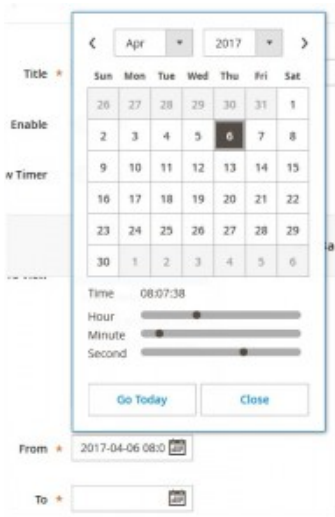 Apr 2017
Title *
Sun Mon Tue Wed Thu Fri Sat
26 27 28 29 30 31 1
Enable
2 3 4 5 6 7 8
w Timer
9 10 11 12 13 14 15
16 17 18 19 20 21 22
23 24 25 26 27 28 29
30 1 2 3 4 5 6
Time 08:07:38
Hour
Minute
Second
Go Today Close
From * 2017-04-06 08:0
To *